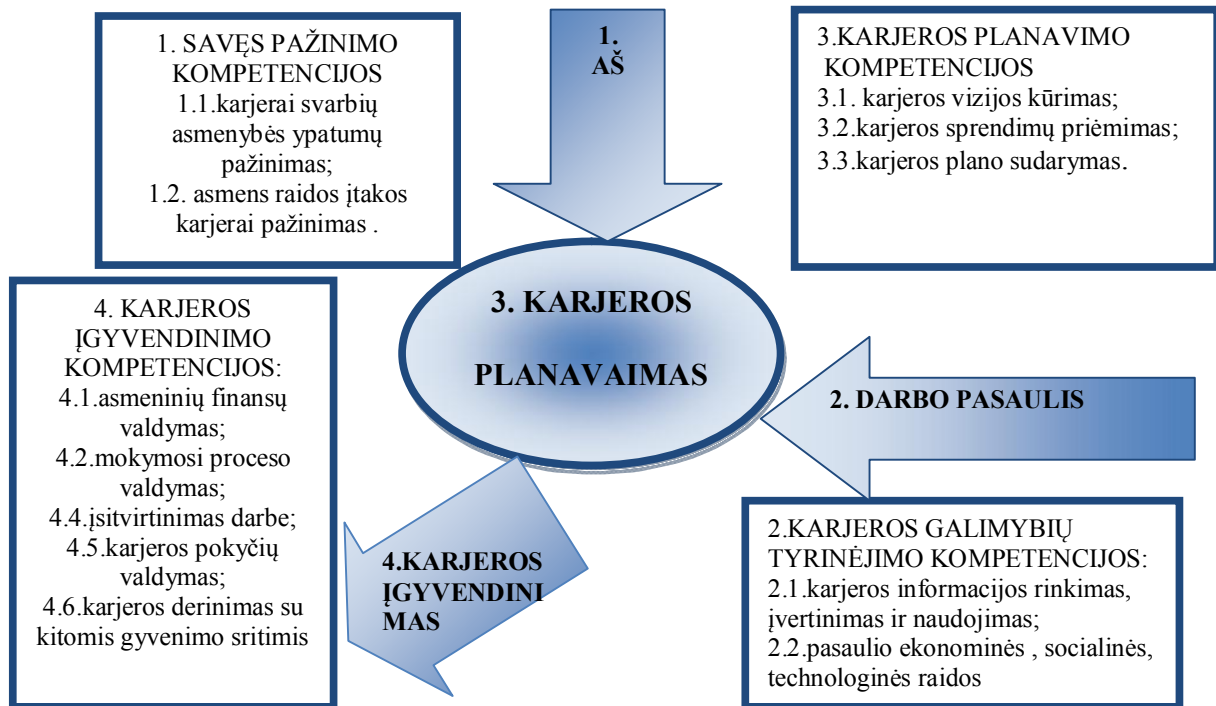 1. SAVĘS PAŽINIMO
KOMPETENCIJOS
1.1.karjerai svarbių
asmenybės ypatumų
pažinimas;
1.2. asmens raidos įtakos
karjerai pažinimas .
1.
AŠ
3.KARJEROS PLANAVIMO
KOMPETENCIJOS
3.1. karjeros vizijos kūrimas;
3.2.karjeros sprendimų priėmimas;
3.3.karjeros plano sudarymas.
3. KARJEROS
PLANAVAIMAS
4. KARJEROS
ĮGYVENDINIMO
KOMPETENCIJOS:
4.1.asmeninių finansų
valdymas;
4.2.mokymosi proceso
valdymas;
4.4.įsitvirtinimas darbe;
4.5.karjeros pokyčių
valdymas;
4.6.karjeros derinimas su
kitomis gyvenimo sritimis
2. DARBO PASAULIS
4.KARJEROS
ĮGYVENDINI
MAS
2.KARJEROS GALIMYBIŲ
TYRINĖJIMO KOMPETENCIJOS:
2.1.karjeros informacijos rinkimas,
įvertinimas ir naudojimas;
2.2.pasaulio ekonominės , socialinės,
technologinės raidos